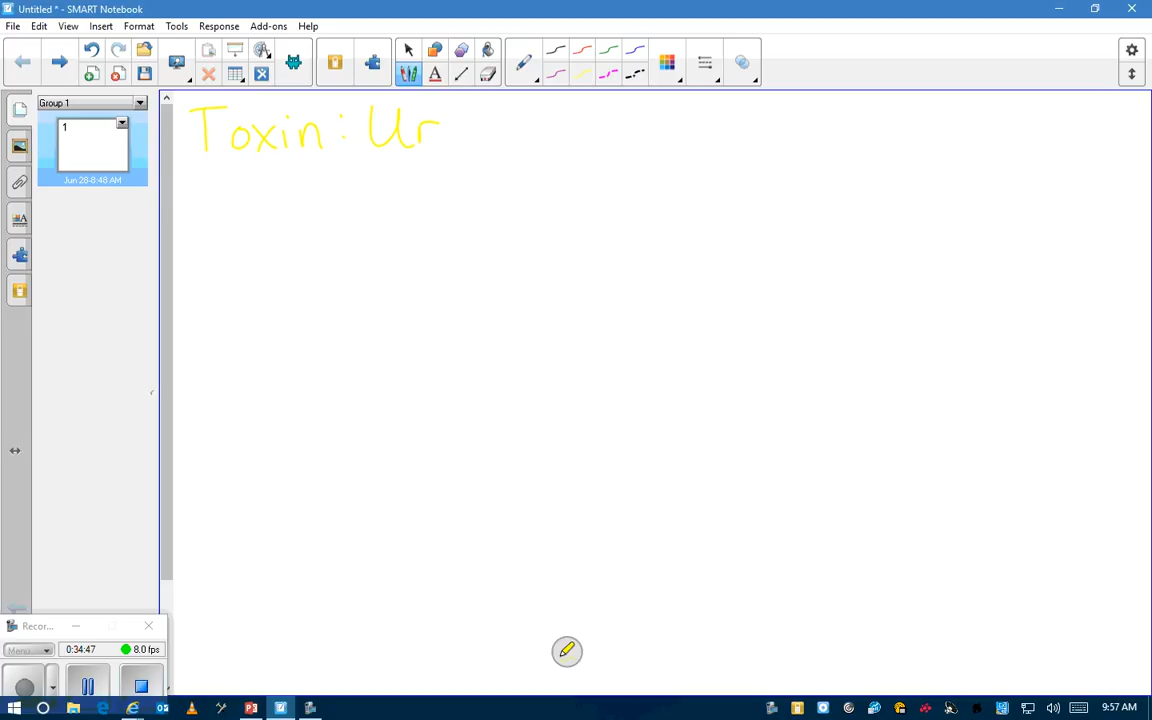 Untitled * - SMART Notebook
File Edit View Insert Format Tools Response Add-ons Help
Group 1
1
Jun 28-8:48 AM
Toxin: Ur
Recor...
Menu... 0:34:47 8.0 fps
9:57 AM